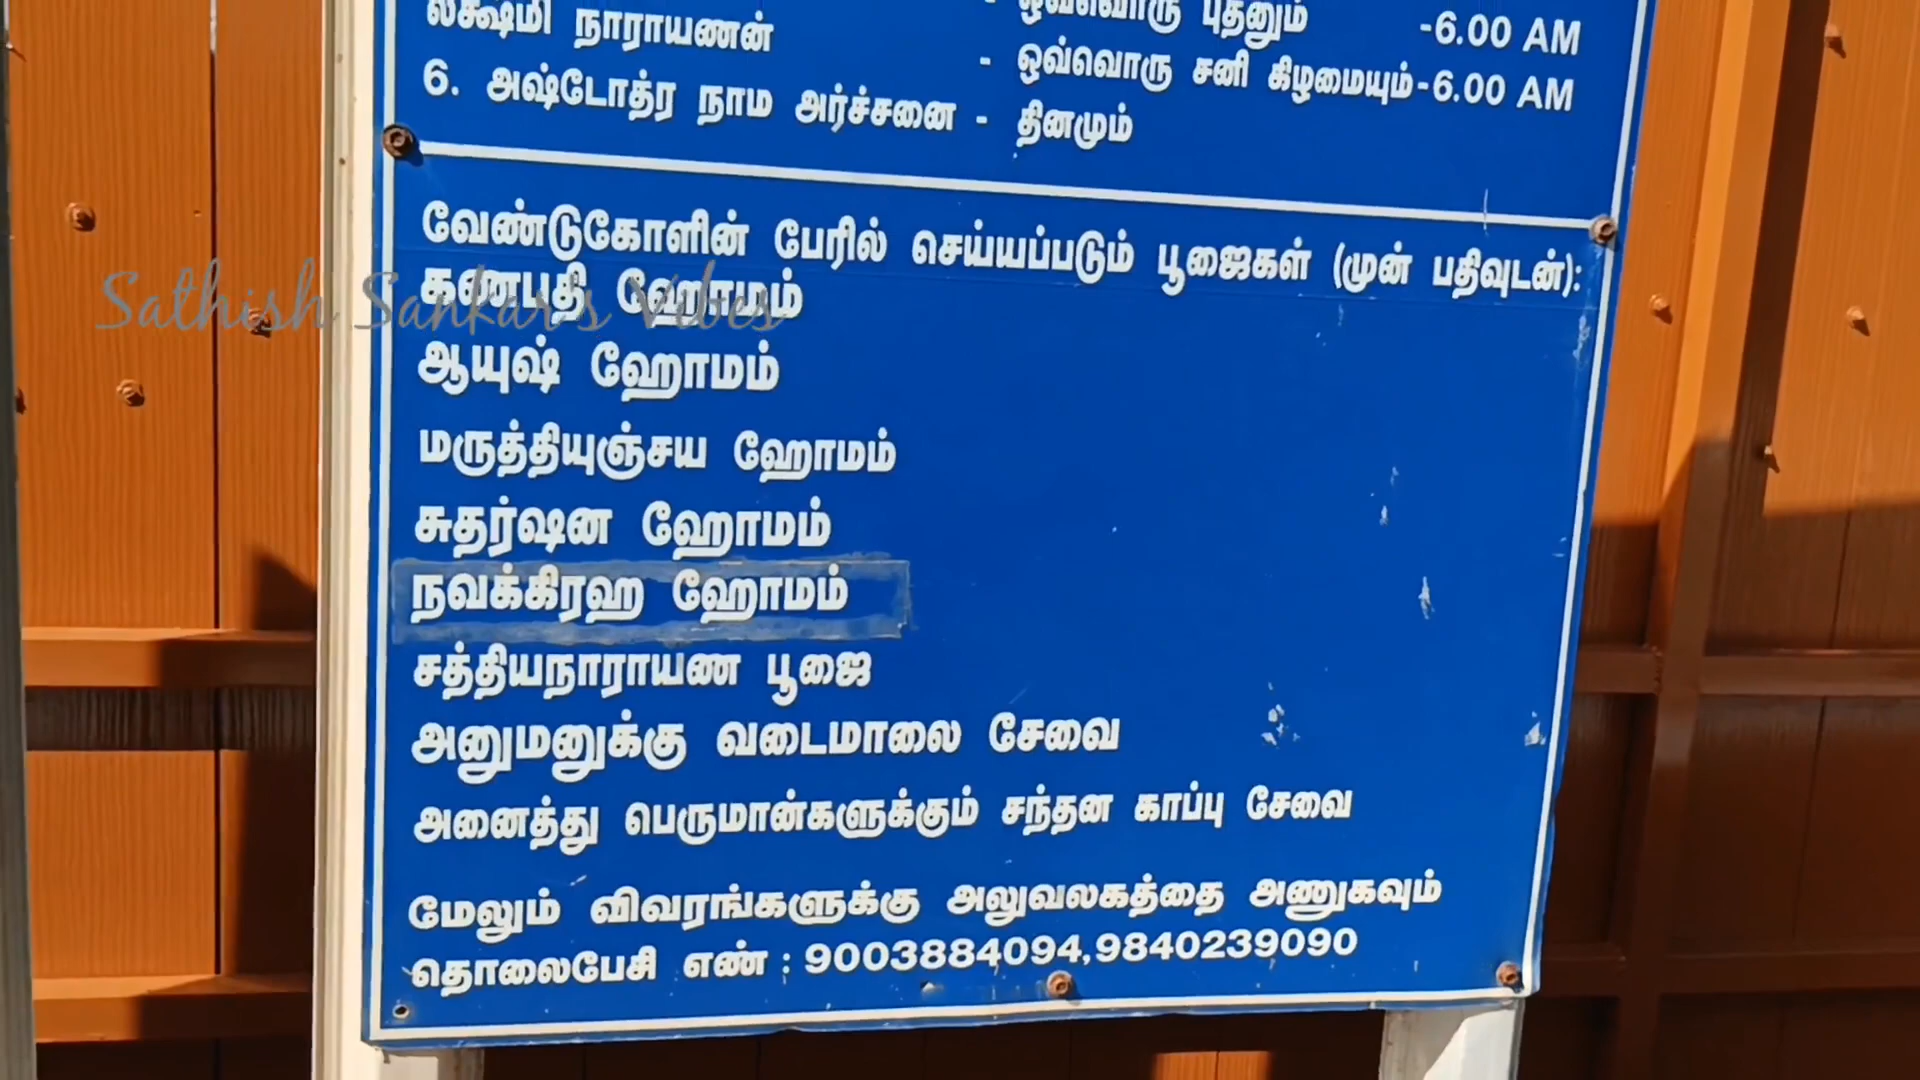 லக்ஷ்மி நாராயணன் - ஒவ்வொரு புதனும் -6.00 AM
- ஒவ்வொரு சனி கிழமையும்-6.00 AM
6. அஷ்டோத்ர நாம அர்ச்சனை - தினமும்
வேண்டுகோளின் பேரில் செய்யப்படும் பூஜைகள் (முன் பதிவுடன்):
கணபதி ஹோமம்
Sathish Sankar's Vibes
ஆயுஷ் ஹோமம்
மருத்தியுஞ்சய ஹோமம்
சுதர்ஷன ஹோமம்
நவக்கிரஹ ஹோமம்
சத்தியநாராயண பூஜை
அனுமனுக்கு வடைமாலை சேவை
அனைத்து பெருமான்களுக்கும் சந்தன காப்பு சேவை
மேலும் விவரங்களுக்கு அலுவலகத்தை அணுகவும்
தொலைபேசி எண் : 9003884094,9840239090